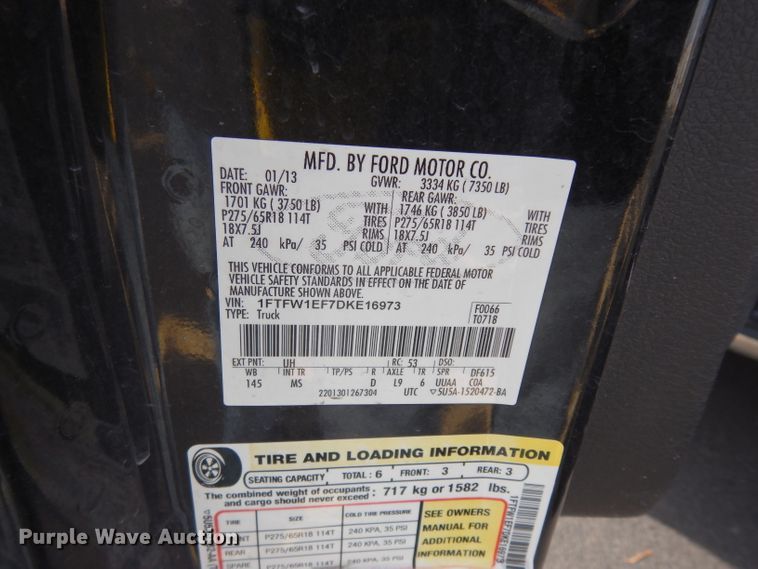 MFD. BY FORD MOTOR CO.
DATE: 01/13 GVWR: 3334 KG ( 7350 LB)
FRONT GAWR: REAR GAWR:
1701 KG ( 3750 LB) WITH 1746 KG ( 3850 LB) WITH
P275/65R18 114T TIRES P275/65R18 114T TIRES
18X7.5J RIMS 18X7.5J RIMS
AT 240 kPa/ 35 PSI COLD AT 240 kPa/ 35 PSI COLD
THIS VEHICLE CONFORMS TO ALL APPLICABLE FEDERAL MOTOR
VEHICLE SAFETY STANDARDS IN EFFECT ON THE DATE OF
MANUFACTURE SHOWN ABOVE.
VIN: 1FTFW1EF7DKE16973 F0066
TYPE: Truck T0718
EXT PNT: UH RC: 53 DSO:
WB INT TR TP/PS R AXLE TR SPR DF615
145 MS D L9 6 UUAA COA
2201301267304 UTC ▽5U5A-1520472-BA
TIRE AND LOADING INFORMATION
SEATING CAPACITY TOTAL : 6 FRONT: 3 REAR: 3
The combined weight of occupants
and cargo should never exceed : 717 kg or 1582 lbs.
TIRE SIZE COLD TIRE PRESSURE
P275/65R18 114T 240 KPA, 35 PSI
REAR P275/65R18 114T 240 KPA, 35 PSI
SPARE P275/65R18 114T 240 KPA, 35 PSI
SEE OWNERS
MANUAL FOR
ADDITIONAL
INFORMATION
1FTFW1EF7DKE16973
Purple Wave Auction